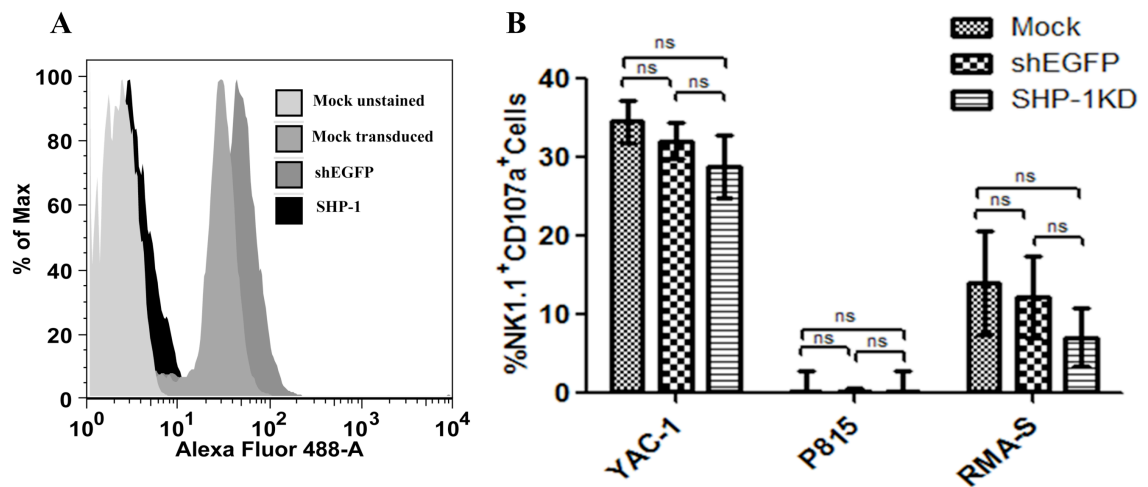 A
% of Max
100
80
60
40
20
0
10^0 10^1 10^2 10^3 10^4
Alexa Fluor 488-A
Mock unstained
Mock transduced
shEGFP
SHP-1
B
Mock
shEGFP
SHP-1KD
%NK1.1^+CD107a^+Cells
40
30
20
10
0
ns
ns
ns
ns
ns
ns
ns
ns
ns
YAC-1
P815
RMA-S